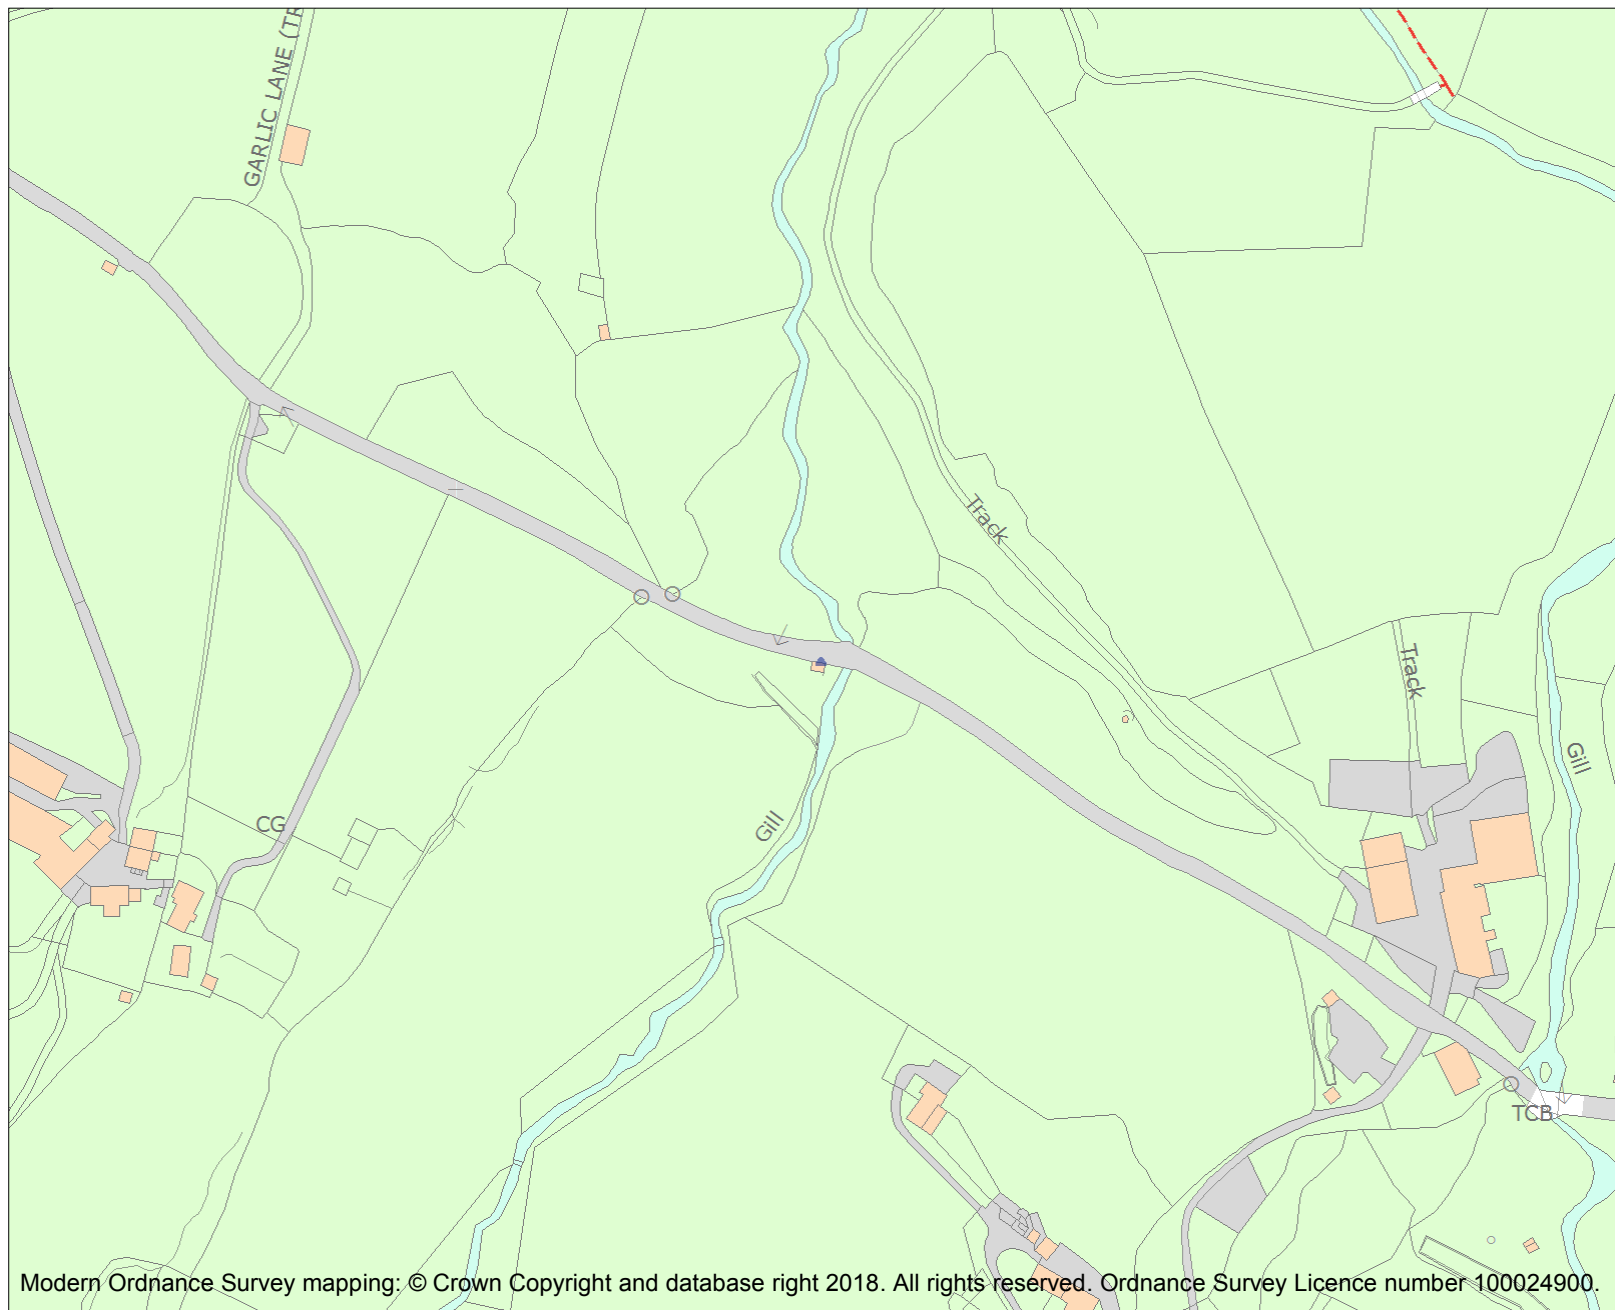 GARLIC LANE (TR
Track
Track
Gill
CG
Gill
TCB
Modern Ordnance Survey mapping: © Crown Copyright and database right 2018. All rights reserved. Ordnance Survey Licence number 100024900.